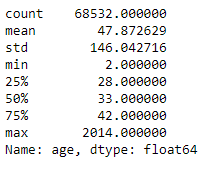 count 68532.000000
mean 47.872629
std 146.042716
min 2.000000
25% 28.000000
50% 33.000000
75% 42.000000
max 2014.000000
Name: age, dtype: float64